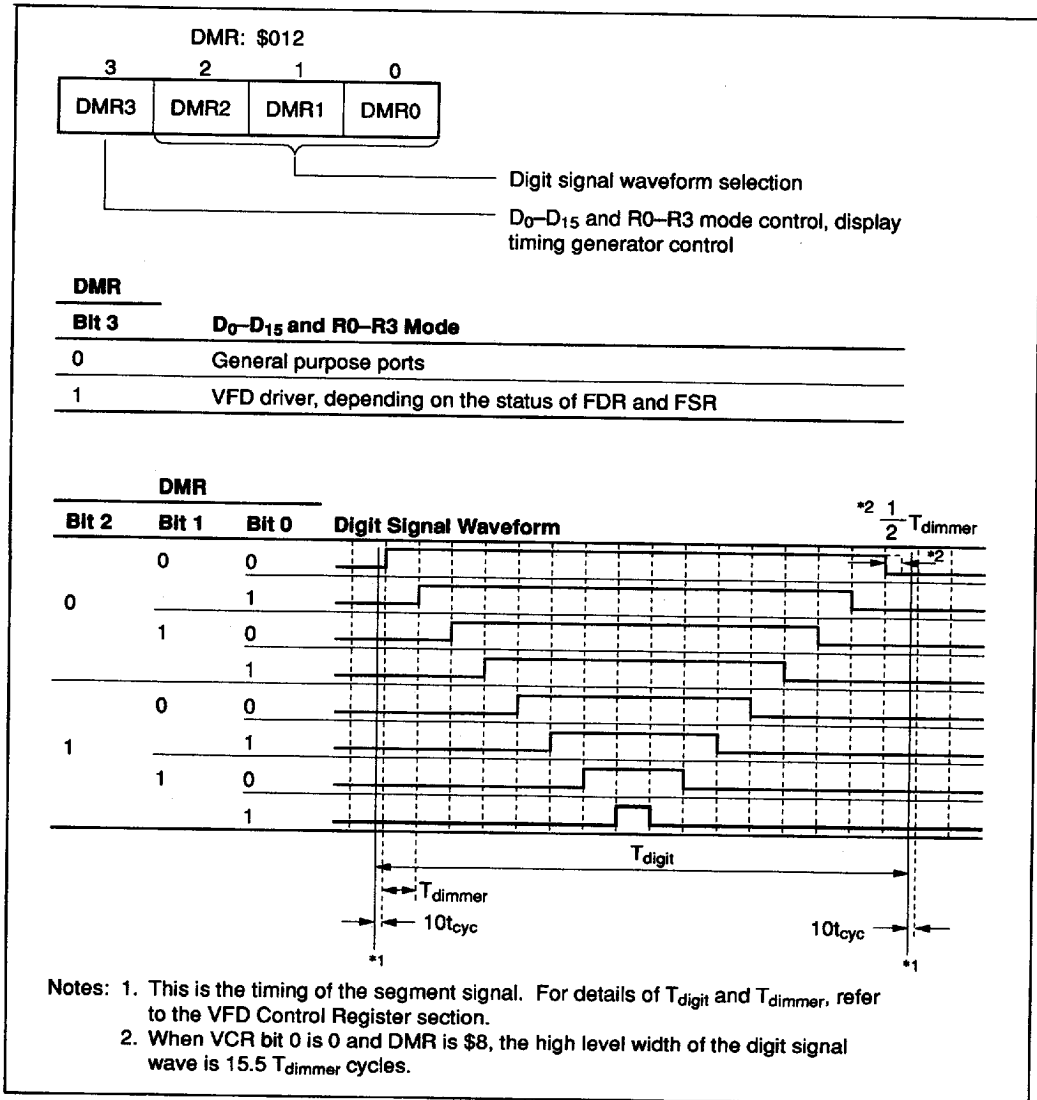 DMR: $012
3 2 1 0
DMR3 DMR2 DMR1 DMR0
Digit signal waveform selection
D0–D15 and R0–R3 mode control, display
timing generator control
DMR
Bit 3 D0–D15 and R0–R3 Mode
0 General purpose ports
1 VFD driver, depending on the status of FDR and FSR
DMR
Bit 2 Bit 1 Bit 0 Digit Signal Waveform
*2 1/2 Tdimmer
0 0 *2
0 1
1 0
1
0 0
1 1
1 0
1
Tdigit
Tdimmer
10tcyc 10tcyc
*1 *1
Notes: 1. This is the timing of the segment signal. For details of Tdigit and Tdimmer, refer
to the VFD Control Register section.
2. When VCR bit 0 is 0 and DMR is $8, the high level width of the digit signal
wave is 15.5 Tdimmer cycles.